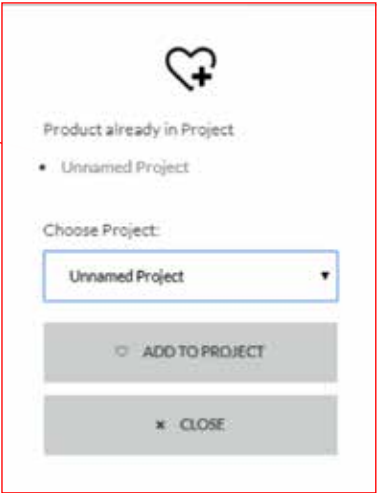 Product already in Project
• Unnamed Project
Choose Project:
Unnamed Project
ADD TO PROJECT
× CLOSE